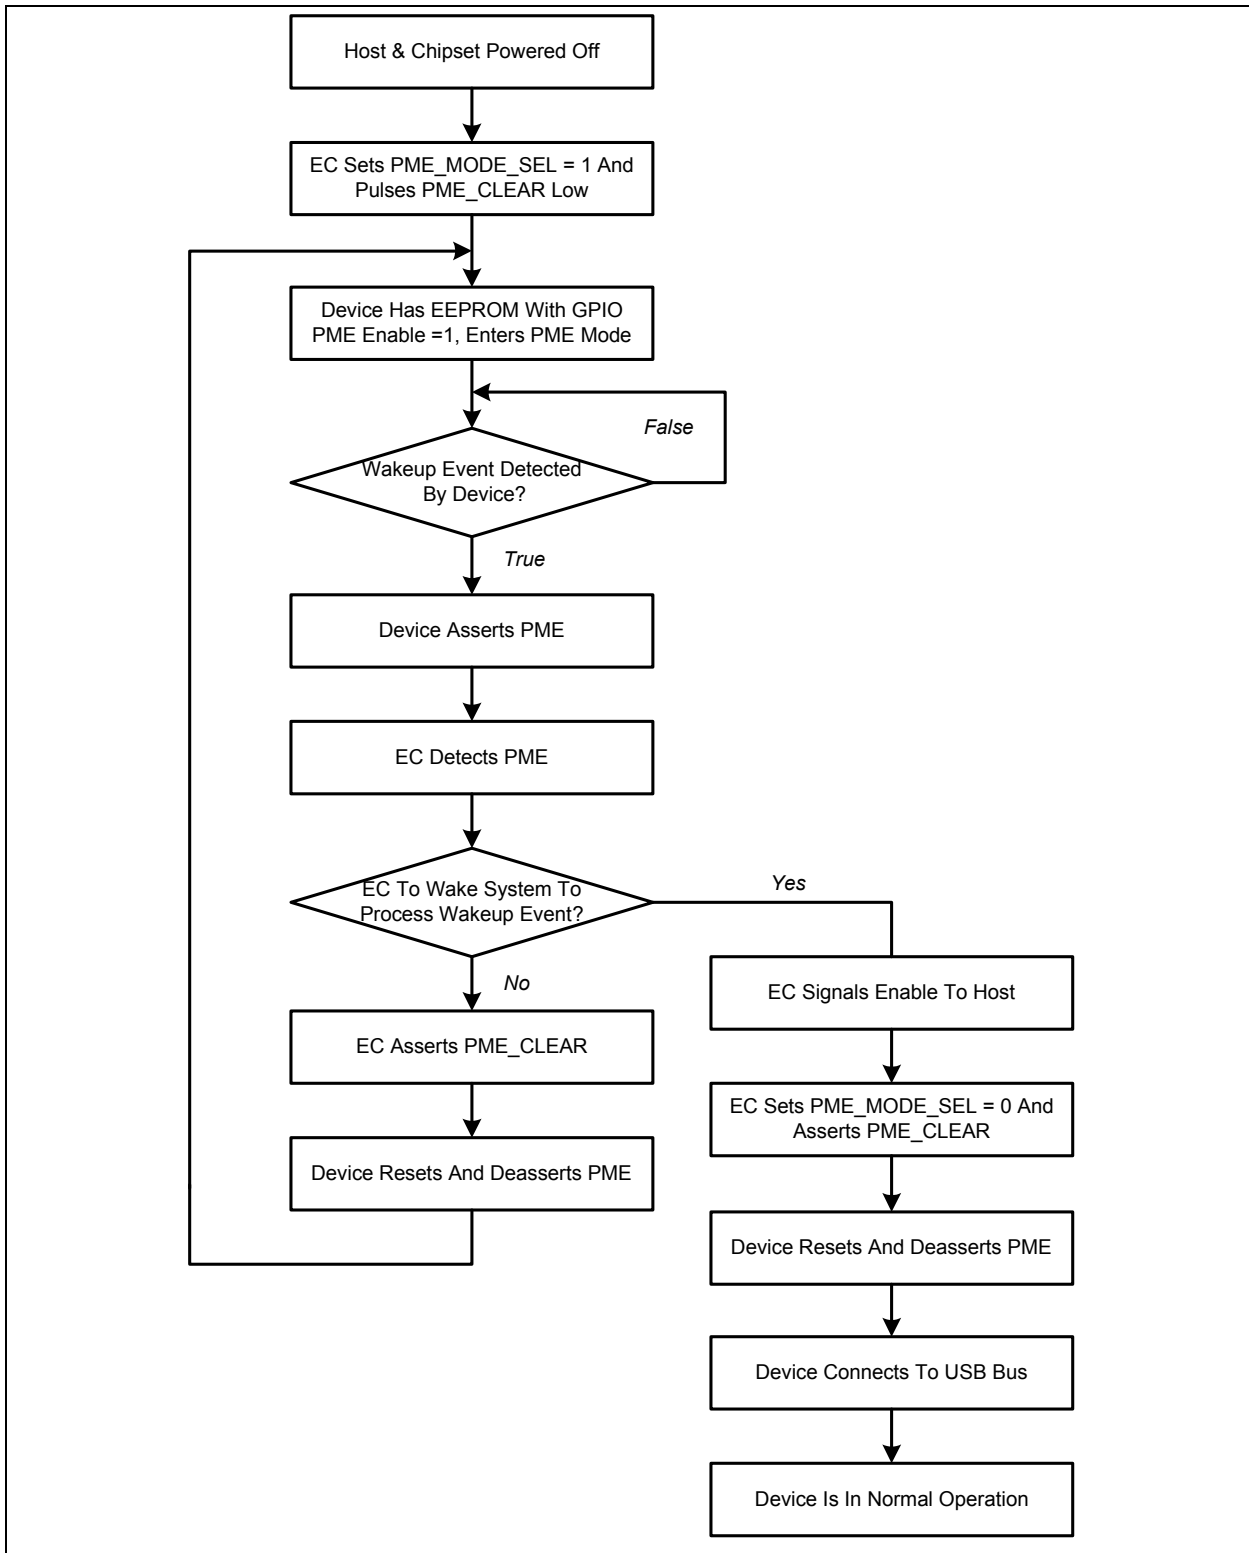 Host & Chipset Powered Off
EC Sets PME_MODE_SEL = 1 And
Pulses PME_CLEAR Low
Device Has EEPROM With GPIO
PME Enable =1, Enters PME Mode
False
Wakeup Event Detected
By Device?
True
Device Asserts PME
EC Detects PME
EC To Wake System To
Process Wakeup Event?
Yes
No
EC Asserts PME_CLEAR
Device Resets And Deasserts PME
EC Signals Enable To Host
EC Sets PME_MODE_SEL = 0 And
Asserts PME_CLEAR
Device Resets And Deasserts PME
Device Connects To USB Bus
Device Is In Normal Operation